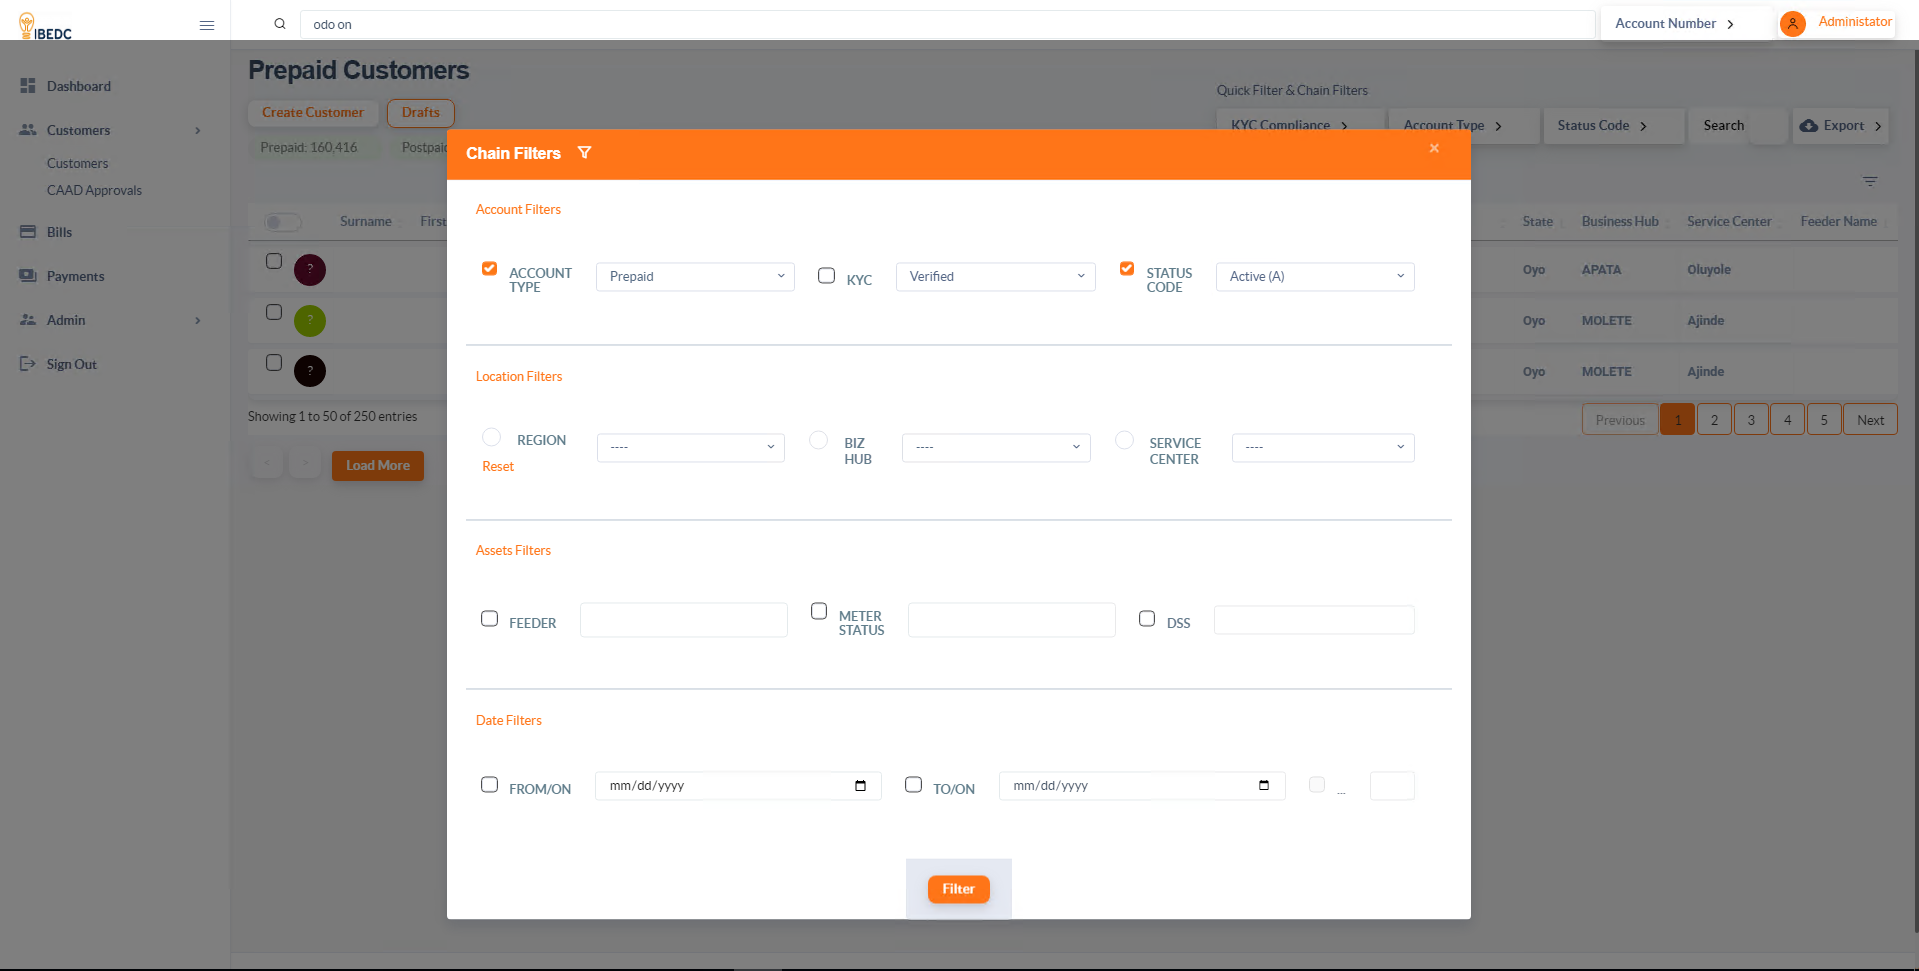 IBEDC
odo on
Account Number
Administator
Dashboard
Customers
Customers
CAAD Approvals
Bills
Payments
Admin
Sign Out
Prepaid Customers
Create Customer
Drafts
Prepaid: 160,416
Postpaid
Quick Filter & Chain Filters
KYC Compliance
Account Type
Status Code
Search
Export
Surname
First
State
Business Hub
Service Center
Feeder Name
?
Oyo
APATA
Oluyole
?
Oyo
MOLETE
Ajinde
?
Oyo
MOLETE
Ajinde
Showing 1 to 50 of 250 entries
Previous
1
2
3
4
5
Next
Load More
Chain Filters
×
Account Filters
ACCOUNT
TYPE
Prepaid
KYC
Verified
STATUS
CODE
Active (A)
Location Filters
REGION
Reset
----
BIZ
HUB
----
SERVICE
CENTER
----
Assets Filters
FEEDER
METER
STATUS
DSS
Date Filters
FROM/ON
mm/dd/yyyy
TO/ON
mm/dd/yyyy
...
Filter